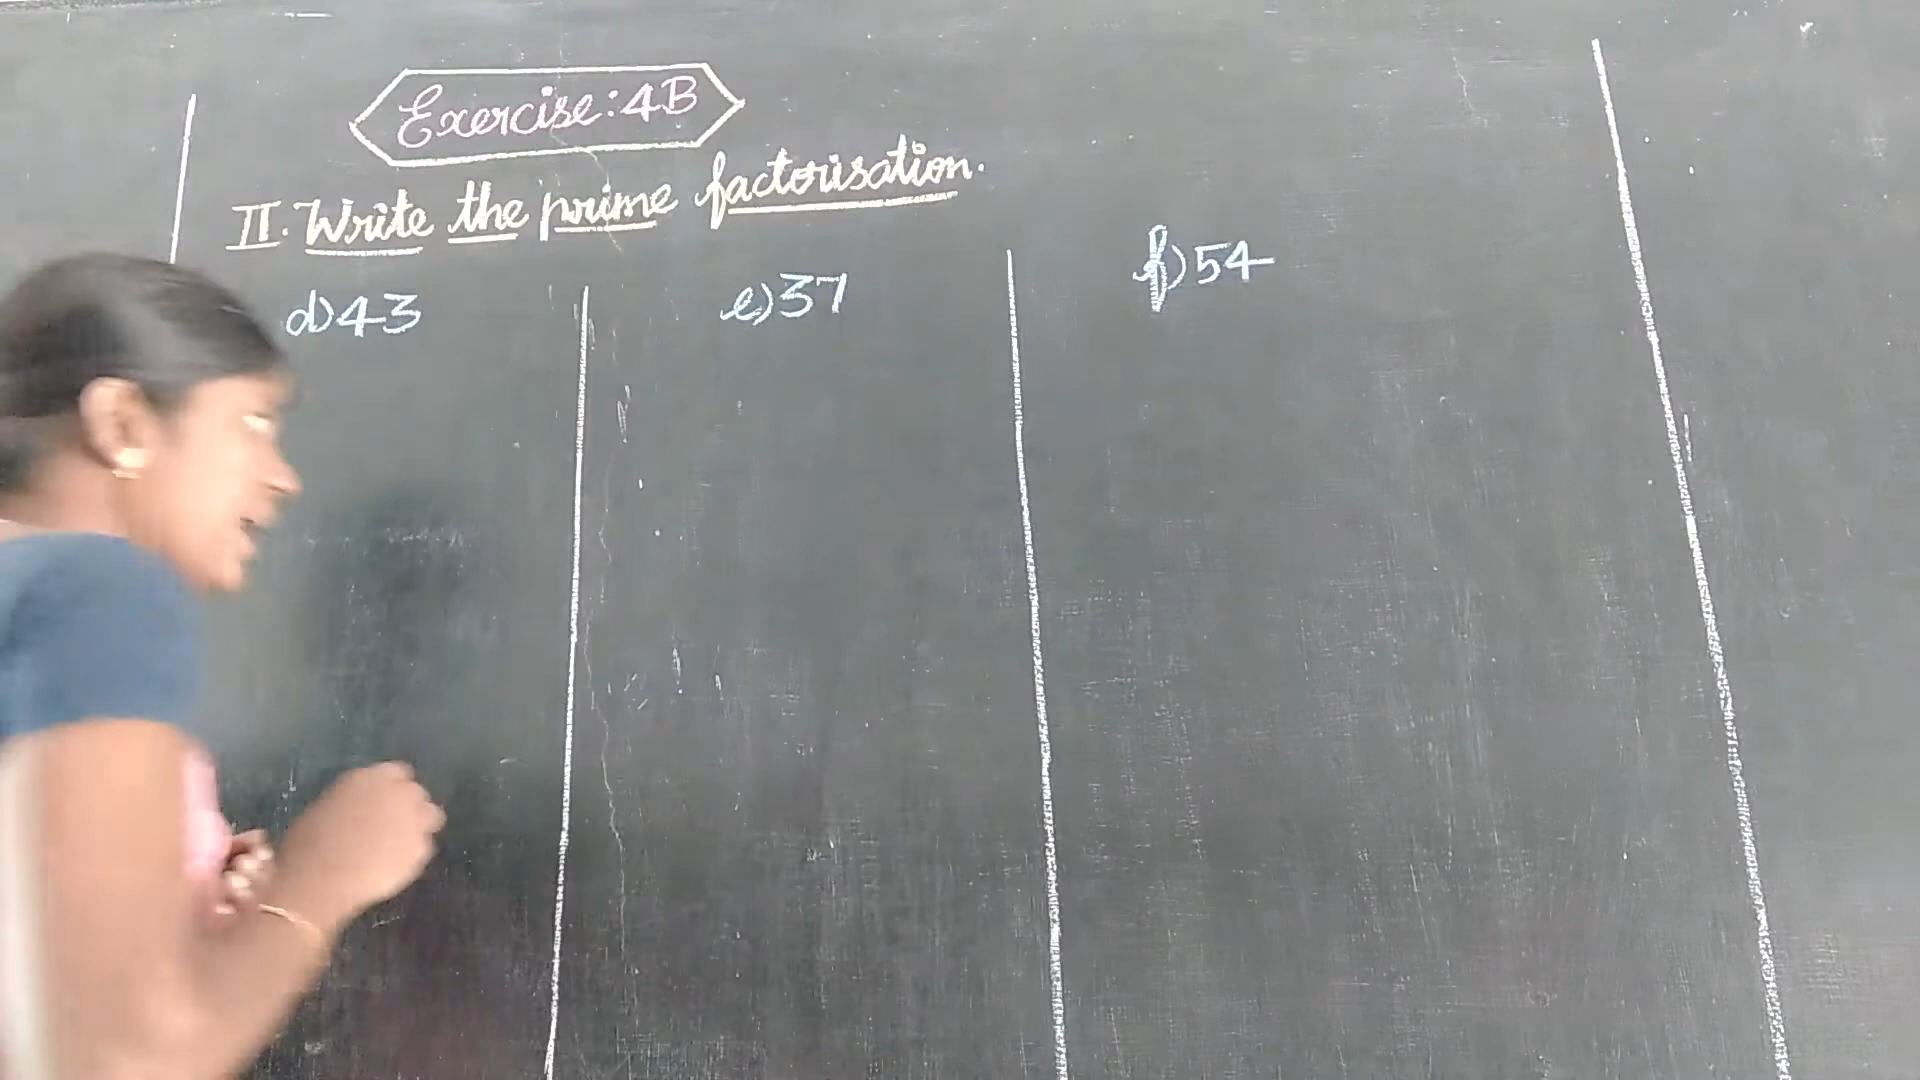 Exercise:4B
II. Write the prime factorisation.
d)43 e)37 f)54